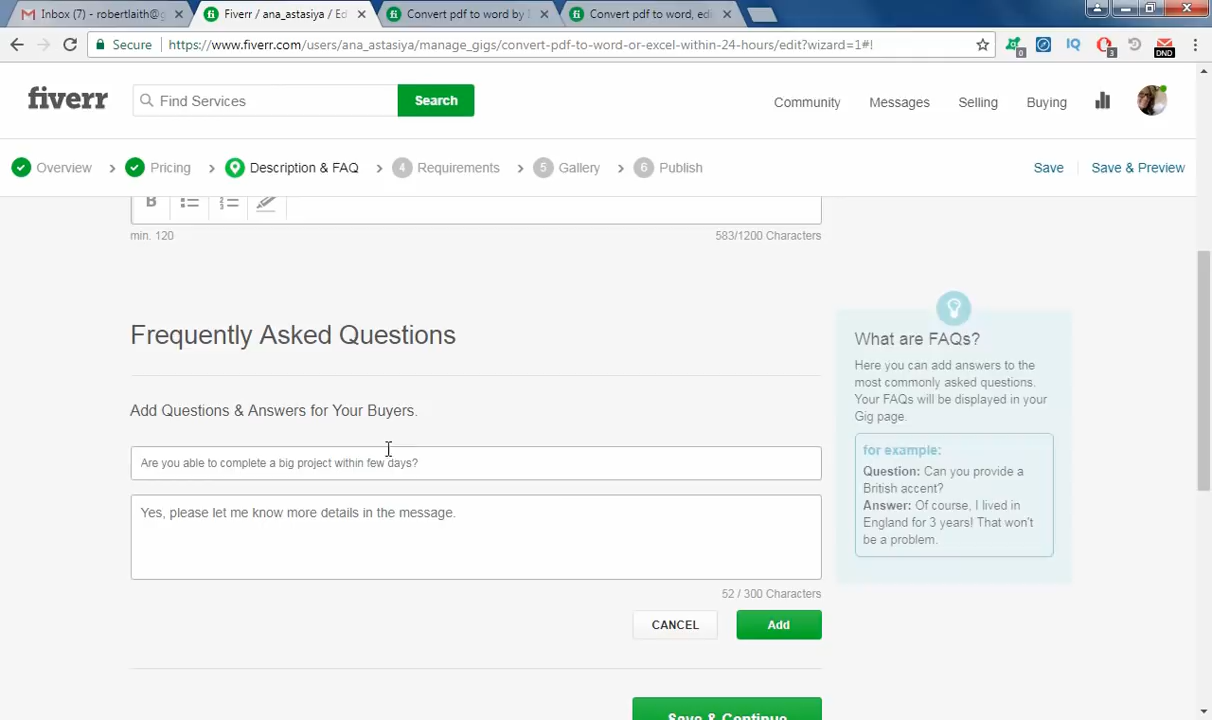 Inbox (7) - robertlaith@g
Fiverr / ana_astasiya / Ed
Convert pdf to word by E
Convert pdf to word, edi
Secure https://www.fiverr.com/users/ana_astasiya/manage_gigs/convert-pdf-to-word-or-excel-within-24-hours/edit?wizard=1#!
0
IQ
3
DND
fiverr
Find Services
Search
Community
Messages
Selling
Buying
Overview
Pricing
Description & FAQ
4 Requirements
5 Gallery
6 Publish
Save
Save & Preview
B
min. 120
583/1200 Characters
Frequently Asked Questions
Add Questions & Answers for Your Buyers.
Are you able to complete a big project within few days?
Yes, please let me know more details in the message.
52 / 300 Characters
CANCEL
Add
Save & Continue
What are FAQs?
Here you can add answers to the
most commonly asked questions.
Your FAQs will be displayed in your
Gig page.
for example:
Question: Can you provide a
British accent?
Answer: Of course, I lived in
England for 3 years! That won't
be a problem.